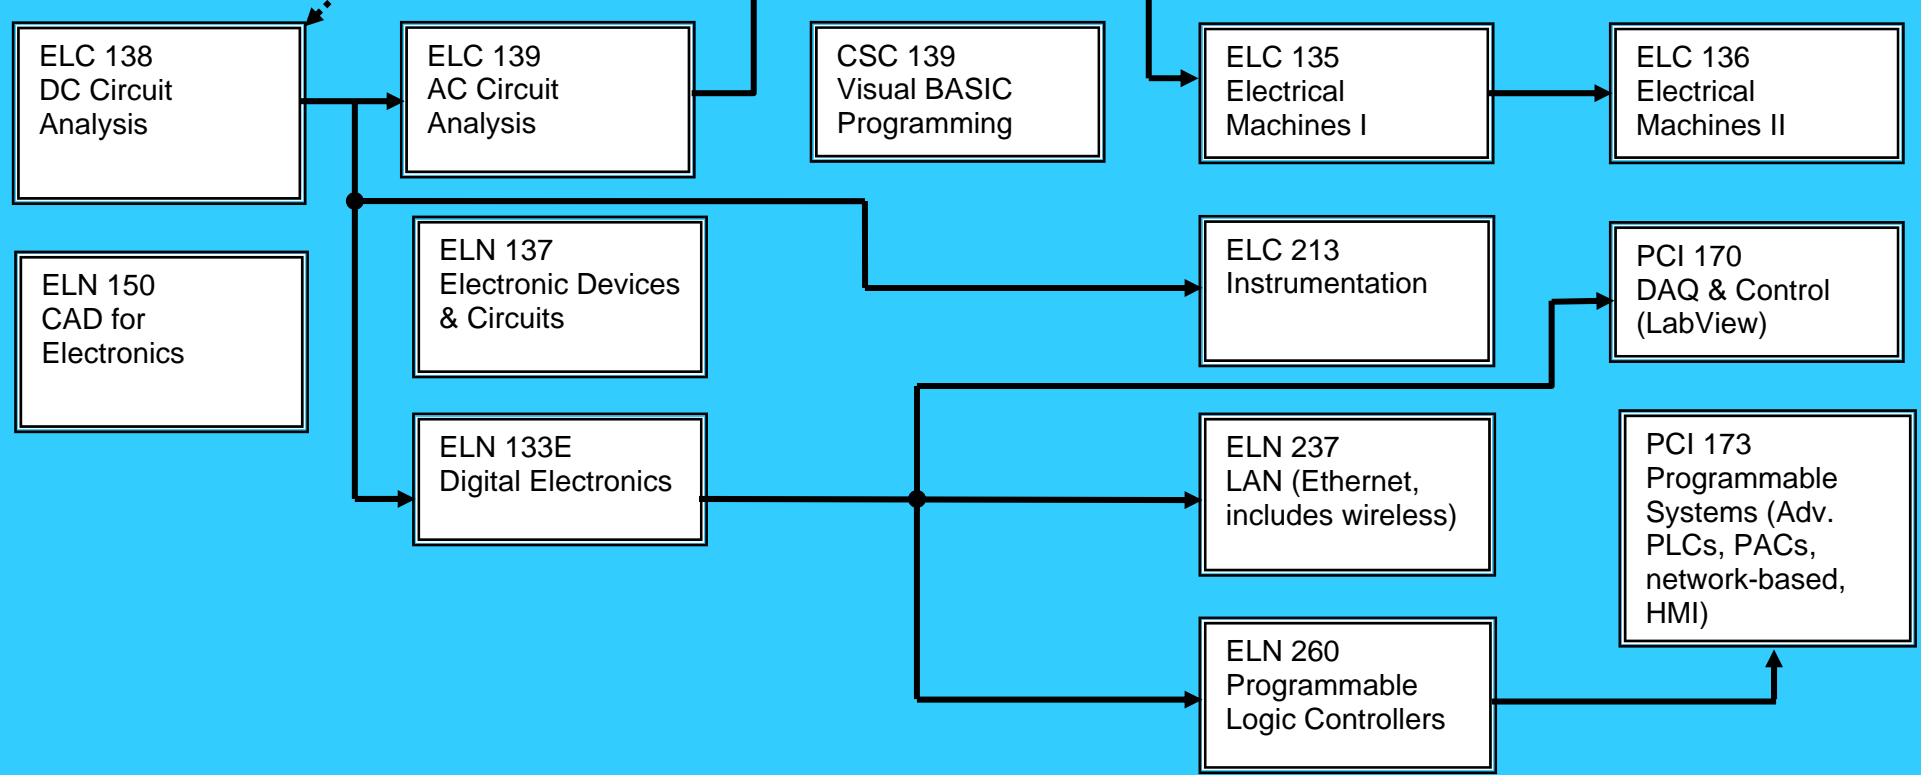 ELC 138
DC Circuit
Analysis
ELC 139
AC Circuit
Analysis
CSC 139
Visual BASIC
Programming
ELC 135
Electrical
Machines I
ELC 136
Electrical
Machines II
ELN 150
CAD for
Electronics
ELN 137
Electronic Devices
& Circuits
ELC 213
Instrumentation
PCI 170
DAQ & Control
(LabView)
ELN 133E
Digital Electronics
ELN 237
LAN (Ethernet,
includes wireless)
PCI 173
Programmable
Systems (Adv.
PLCs, PACs,
network-based,
HMI)
ELN 260
Programmable
Logic Controllers